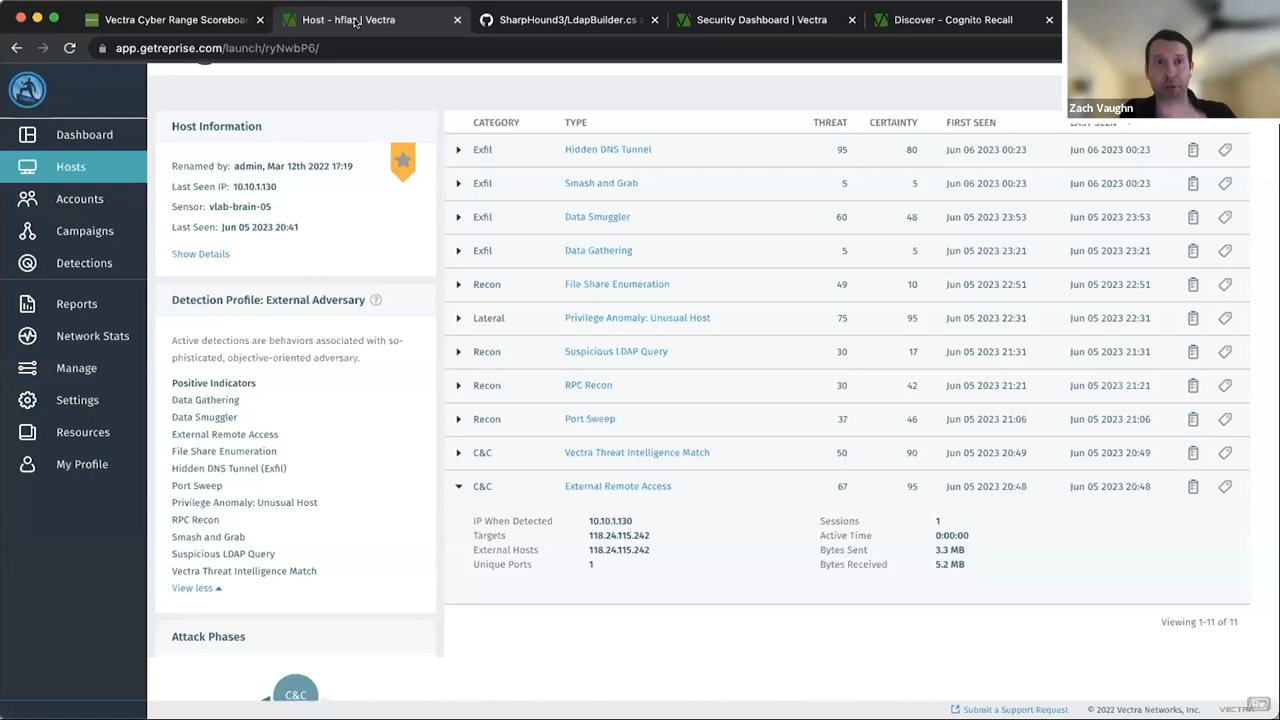 Vectra Cyber Range Scoreboa
Host - hfla | Vectra
SharpHound3/LdapBuilder.cs
Security Dashboard | Vectra
Discover - Cognito Recall
app.getreprise.com/launch/ryNwbP6/
Zach Vaughn
Dashboard
Hosts
Accounts
Campaigns
Detections
Reports
Network Stats
Manage
Settings
Resources
My Profile
Host Information
Renamed by: admin, Mar 12th 2022 17:19
Last Seen IP: 10.10.1.130
Sensor: vlab-brain-05
Last Seen: Jun 05 2023 20:41
Show Details
Detection Profile: External Adversary ?
Active detections are behaviors associated with so-
phisticated, objective-oriented adversary.
Positive Indicators
Data Gathering
Data Smuggler
External Remote Access
File Share Enumeration
Hidden DNS Tunnel (Exfil)
Port Sweep
Privilege Anomaly: Unusual Host
RPC Recon
Smash and Grab
Suspicious LDAP Query
Vectra Threat Intelligence Match
View less
Attack Phases
C&C
CATEGORY TYPE THREAT CERTAINTY FIRST SEEN LAST SEEN
Exfil Hidden DNS Tunnel 95 80 Jun 06 2023 00:23 Jun 06 2023 00:23
Exfil Smash and Grab 5 5 Jun 06 2023 00:23 Jun 06 2023 00:23
Exfil Data Smuggler 60 48 Jun 05 2023 23:53 Jun 05 2023 23:53
Exfil Data Gathering 5 5 Jun 05 2023 23:21 Jun 05 2023 23:21
Recon File Share Enumeration 49 10 Jun 05 2023 22:51 Jun 05 2023 22:51
Lateral Privilege Anomaly: Unusual Host 75 95 Jun 05 2023 22:31 Jun 05 2023 22:31
Recon Suspicious LDAP Query 30 17 Jun 05 2023 21:31 Jun 05 2023 21:31
Recon RPC Recon 30 42 Jun 05 2023 21:21 Jun 05 2023 21:21
Recon Port Sweep 37 46 Jun 05 2023 21:06 Jun 05 2023 21:06
C&C Vectra Threat Intelligence Match 50 90 Jun 05 2023 20:49 Jun 05 2023 20:49
C&C External Remote Access 67 95 Jun 05 2023 20:48 Jun 05 2023 20:48
IP When Detected 10.10.1.130 Sessions 1
Targets 118.24.115.242 Active Time 0:00:00
External Hosts 118.24.115.242 Bytes Sent 3.3 MB
Unique Ports 1 Bytes Received 5.2 MB
Viewing 1-11 of 11
Submit a Support Request © 2022 Vectra Networks, Inc. VECTRA
Re